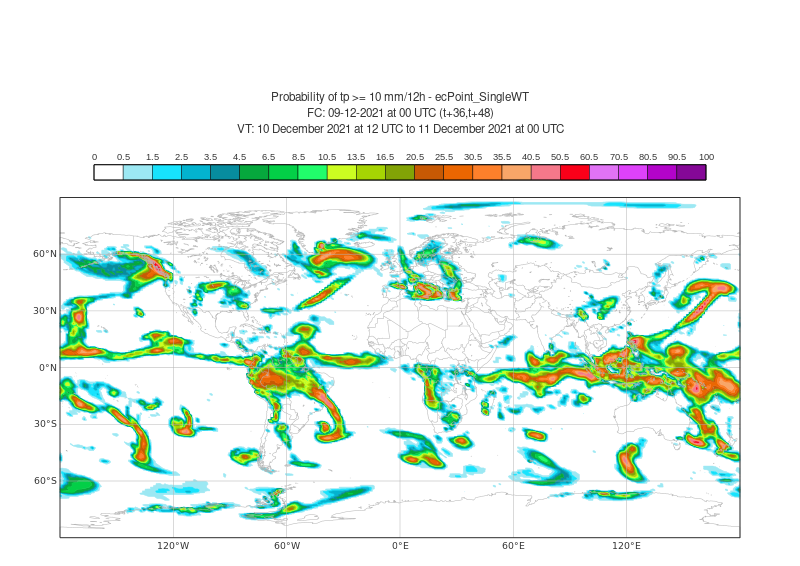 Probability of tp >= 10 mm/12h - ecPoint_SingleWT
FC: 09-12-2021 at 00 UTC (t+36,t+48)
VT: 10 December 2021 at 12 UTC to 11 December 2021 at 00 UTC
0 0.5 1.5 2.5 3.5 4.5 6.5 8.5 10.5 13.5 16.5 20.5 25.5 30.5 35.5 40.5 50.5 60.5 70.5 80.5 90.5 100
60°N
30°N
0°N
30°S
60°S
120°W 60°W 0°E 60°E 120°E